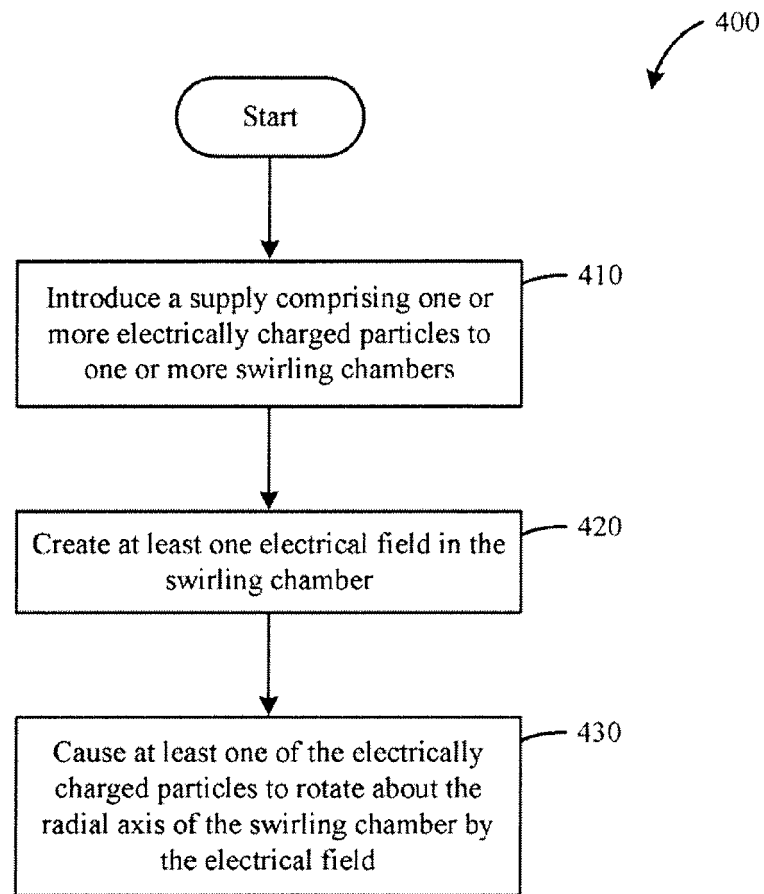 400
Start
410
Introduce a supply comprising one or
more electrically charged particles to
one or more swirling chambers
420
Create at least one electrical field in the
swirling chamber
430
Cause at least one of the electrically
charged particles to rotate about the
radial axis of the swirling chamber by
the electrical field